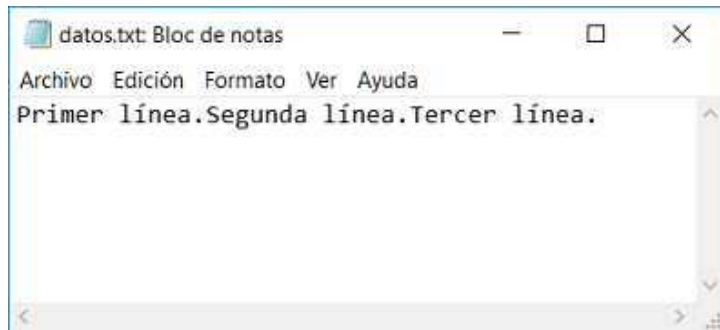 datos.txt: Bloc de notas
Archivo Edición Formato Ver Ayuda
Primer línea.Segunda línea.Tercer línea.